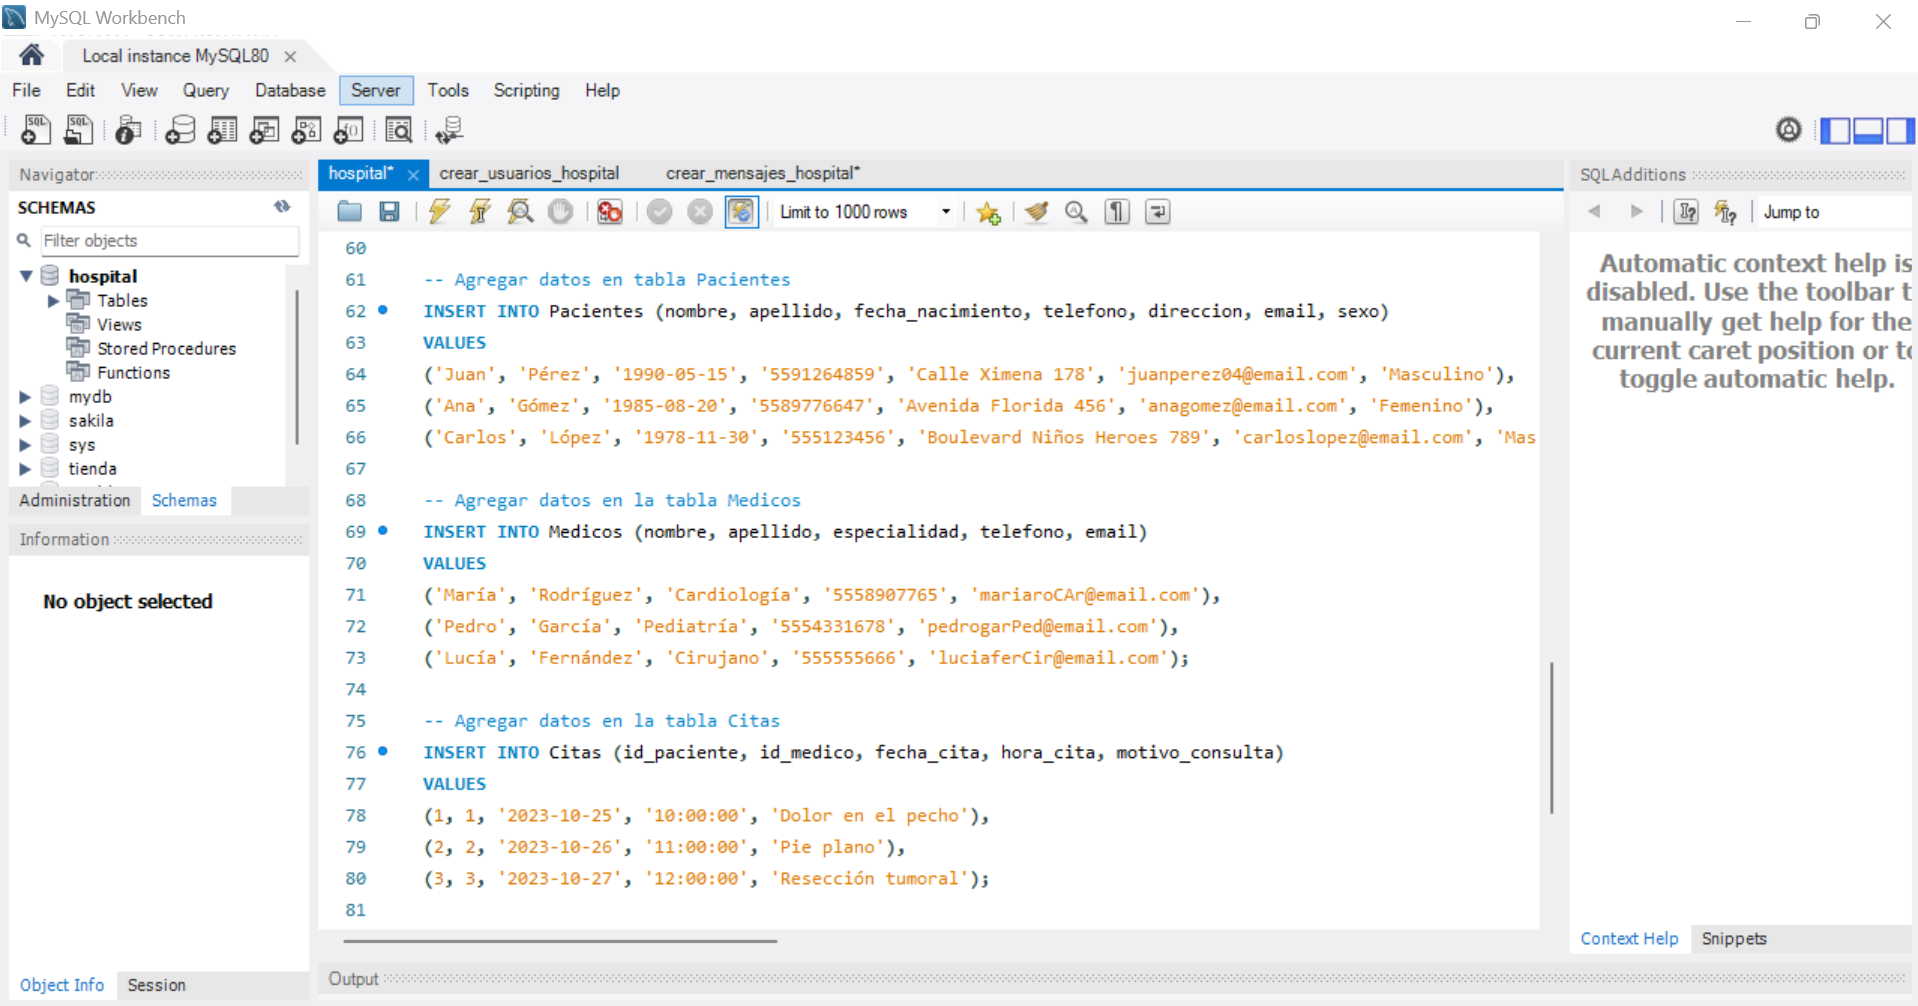 MySQL Workbench
Local instance MySQL80
File Edit View Query Database Server Tools Scripting Help
Navigator
SCHEMAS
Filter objects
hospital
Tables
Views
Stored Procedures
Functions
mydb
sakila
sys
tienda
Administration Schemas
Information
No object selected
Object Info Session
hospital* crear_usuarios_hospital crear_mensajes_hospital*
Limit to 1000 rows
60
61 -- Agregar datos en tabla Pacientes
62 INSERT INTO Pacientes (nombre, apellido, fecha_nacimiento, telefono, direccion, email, sexo)
63 VALUES
64 ('Juan', 'Pérez', '1990-05-15', '5591264859', 'Calle Ximena 178', 'juanperez04@email.com', 'Masculino'),
65 ('Ana', 'Gómez', '1985-08-20', '5589776647', 'Avenida Florida 456', 'anagomez@email.com', 'Femenino'),
66 ('Carlos', 'López', '1978-11-30', '555123456', 'Boulevard Niños Heroes 789', 'carloslopez@email.com', 'Mas
67
68 -- Agregar datos en la tabla Medicos
69 INSERT INTO Medicos (nombre, apellido, especialidad, telefono, email)
70 VALUES
71 ('María', 'Rodríguez', 'Cardiología', '5558907765', 'mariaroCAr@email.com'),
72 ('Pedro', 'García', 'Pediatría', '5554331678', 'pedrogarPed@email.com'),
73 ('Lucía', 'Fernández', 'Cirujano', '555555666', 'luciaferCir@email.com');
74
75 -- Agregar datos en la tabla Citas
76 INSERT INTO Citas (id_paciente, id_medico, fecha_cita, hora_cita, motivo_consulta)
77 VALUES
78 (1, 1, '2023-10-25', '10:00:00', 'Dolor en el pecho'),
79 (2, 2, '2023-10-26', '11:00:00', 'Pie plano'),
80 (3, 3, '2023-10-27', '12:00:00', 'Resección tumoral');
81
Output
SQLAdditions
Jump to
Automatic context help is
disabled. Use the toolbar t
manually get help for the
current caret position or to
toggle automatic help.
Context Help Snippets